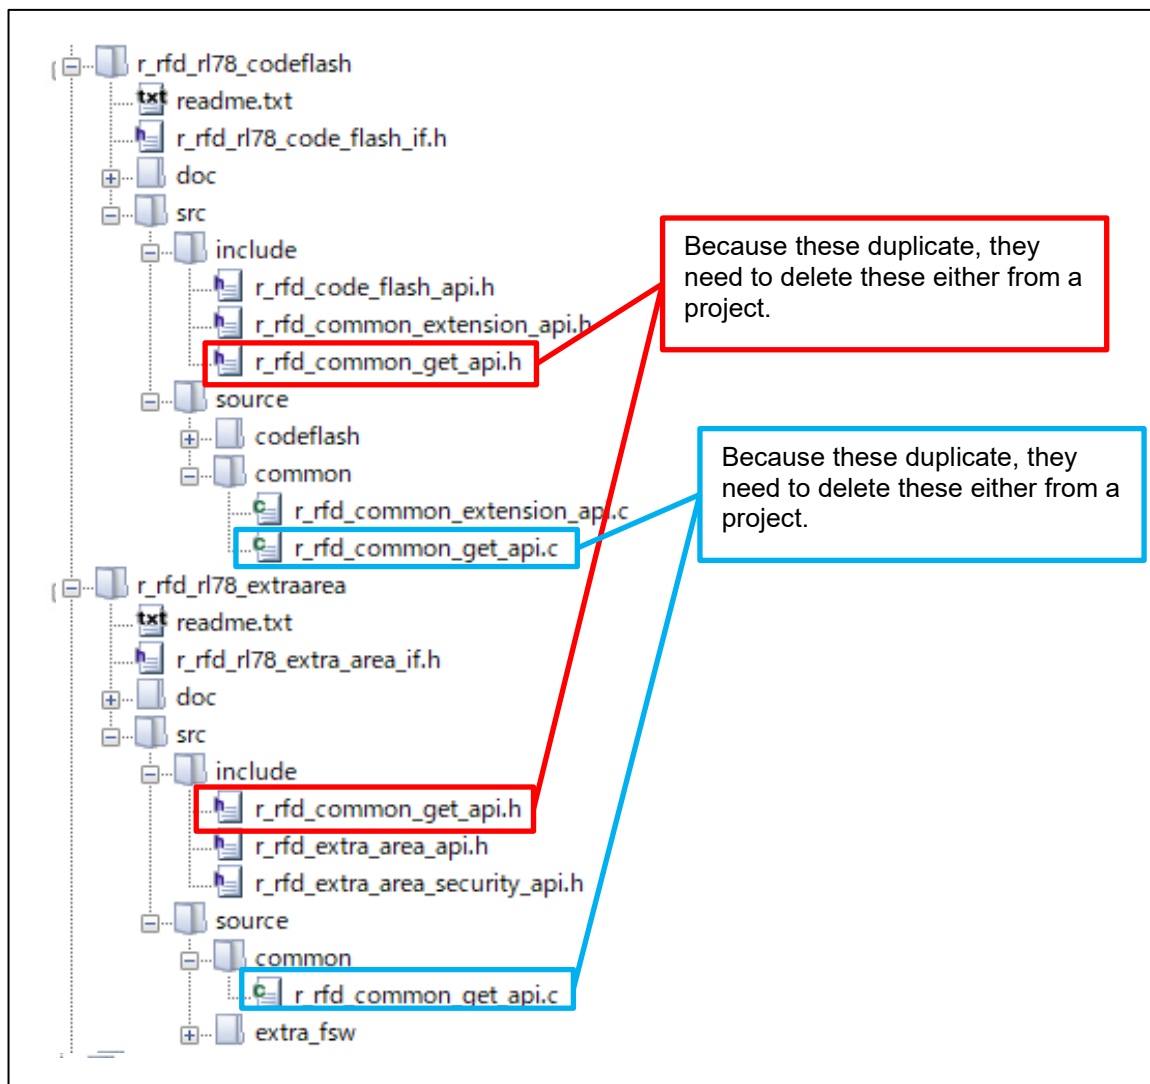 r_rfd_rl78_codeflash
txt readme.txt
h r_rfd_rl78_code_flash_if.h
doc
src
include
h r_rfd_code_flash_api.h
h r_rfd_common_extension_api.h
h r_rfd_common_get_api.h
source
codeflash
common
c r_rfd_common_extension_api.c
c r_rfd_common_get_api.c
r_rfd_rl78_extraarea
txt readme.txt
h r_rfd_rl78_extra_area_if.h
doc
src
include
h r_rfd_common_get_api.h
h r_rfd_extra_area_api.h
h r_rfd_extra_area_security_api.h
source
common
c r_rfd_common_get_api.c
extra_fsw
Because these duplicate, they
need to delete these either from a
project.
Because these duplicate, they
need to delete these either from a
project.